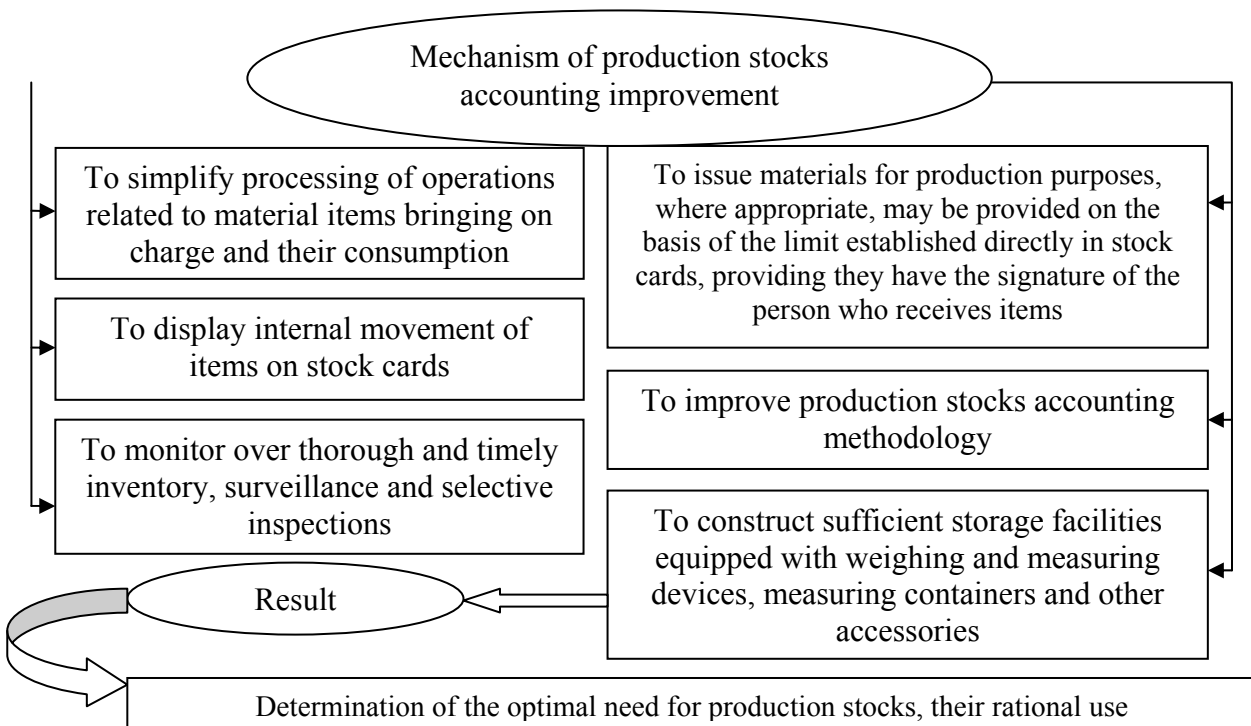 Mechanism of production stocks
accounting improvement
To simplify processing of operations
related to material items bringing on
charge and their consumption
To display internal movement of
items on stock cards
To monitor over thorough and timely
inventory, surveillance and selective
inspections
To issue materials for production purposes,
where appropriate, may be provided on the
basis of the limit established directly in stock
cards, providing they have the signature of the
person who receives items
To improve production stocks accounting
methodology
To construct sufficient storage facilities
equipped with weighing and measuring
devices, measuring containers and other
accessories
Result
Determination of the optimal need for production stocks, their rational use